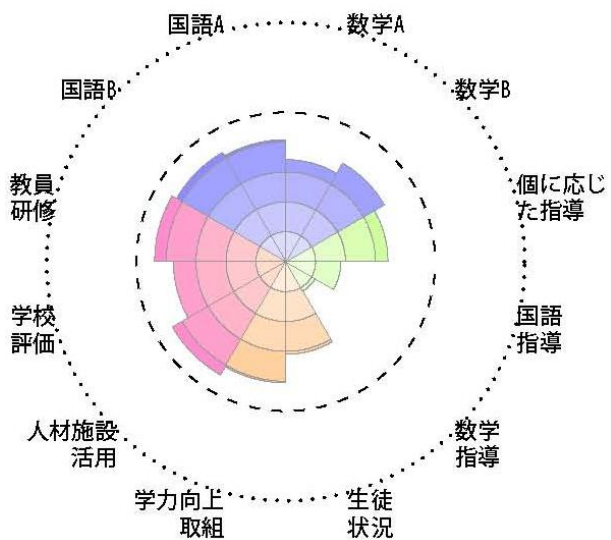 国語A
数学A
国語B
数学B
教員
研修
個に応じ
た指導
学校
評価
国語
指導
人材施設
活用
数学
指導
学力向上
取組
生徒
状況